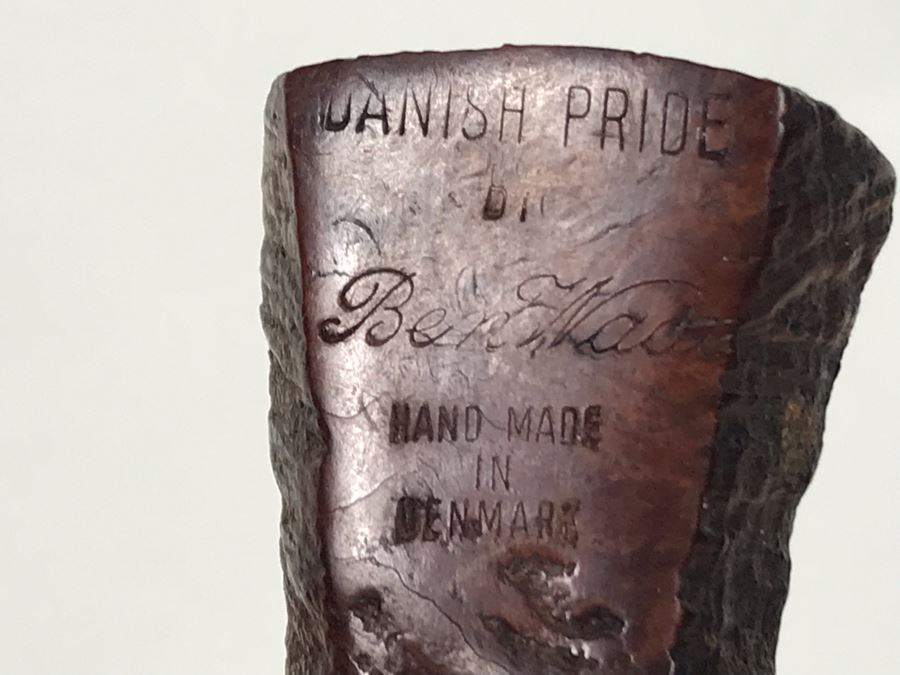 DANISH PRIDE
BY
Ben Wade
HAND MADE
IN
DENMARK